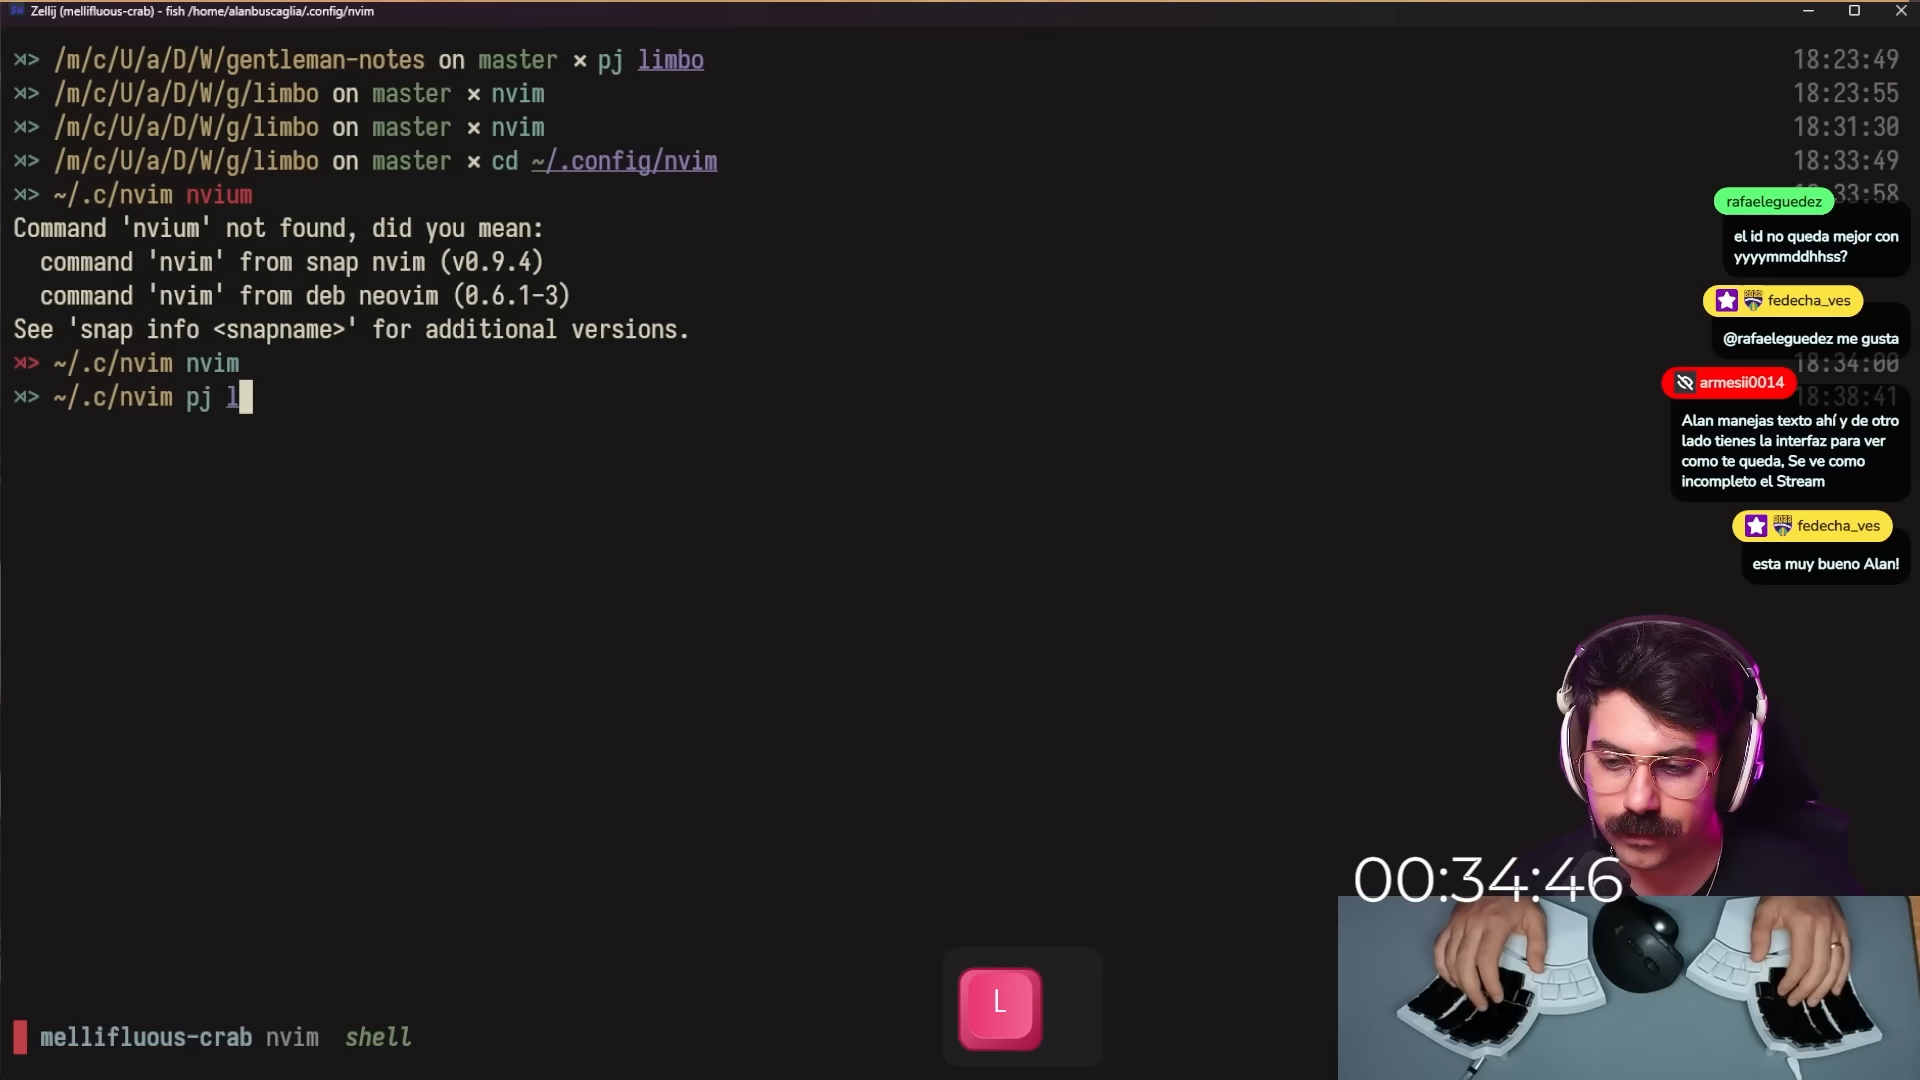 Zellij (mellifluous-crab) - fish /home/alanbuscaglia/.config/nvim
⋊> /m/c/U/a/D/W/gentleman-notes on master × pj limbo 18:23:49
⋊> /m/c/U/a/D/W/g/limbo on master × nvim 18:23:55
⋊> /m/c/U/a/D/W/g/limbo on master × nvim 18:31:30
⋊> /m/c/U/a/D/W/g/limbo on master × cd ~/.config/nvim 18:33:49
⋊> ~/.c/nvim nvium 33:58
Command 'nvium' not found, did you mean:
command 'nvim' from snap nvim (v0.9.4)
command 'nvim' from deb neovim (0.6.1-3)
See 'snap info <snapname>' for additional versions.
⋊> ~/.c/nvim nvim 18:34:00
⋊> ~/.c/nvim pj l 18:38:41
rafaeleguedez
el id no queda mejor con
yyyymmddhhss?
fedecha_ves
@rafaeleguedez me gusta
armesii0014
Alan manejas texto ahí y de otro
lado tienes la interfaz para ver
como te queda, Se ve como
incompleto el Stream
fedecha_ves
esta muy bueno Alan!
00:34:46
L
mellifluous-crab nvim shell